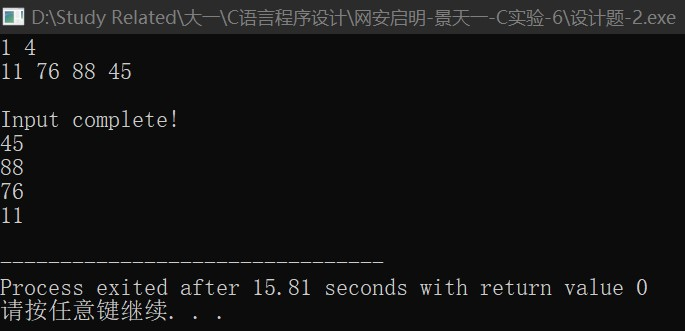 D:\Study Related\大一\C语言程序设计\网安启明-景天一-C实验-6\设计题-2.exe
1 4
11 76 88 45
Input complete!
45
88
76
11
--------------------------------
Process exited after 15.81 seconds with return value 0
请按任意键继续. . .